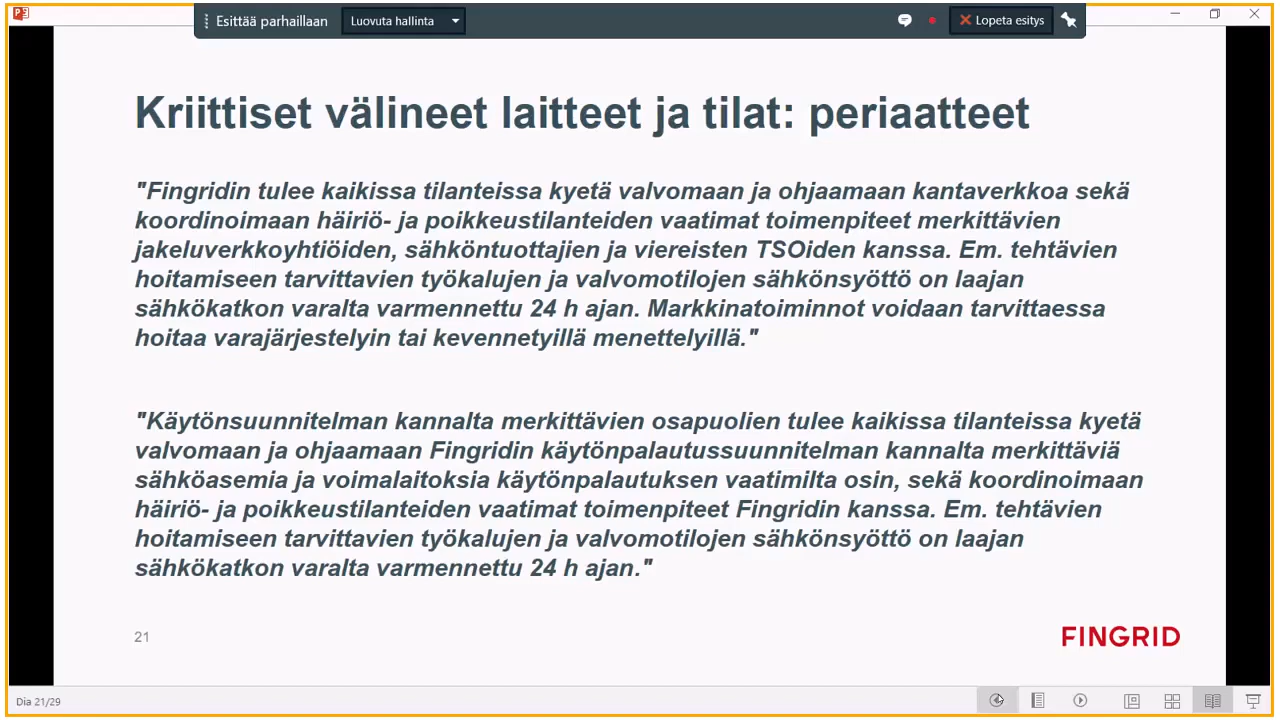 Esittää parhaillaan
Luovuta hallinta
Lopeta esitys
Kriittiset välineet laitteet ja tilat: periaatteet
"Fingridin tulee kaikissa tilanteissa kyetä valvomaan ja ohjaamaan kantaverkkoa sekä
koordinoimaan häiriö- ja poikkeustilanteiden vaatimat toimenpiteet merkittävien
jakeluverkkoyhtiöiden, sähköntuottajien ja viereisten TSOiden kanssa. Em. tehtävien
hoitamiseen tarvittavien työkalujen ja valvomotilojen sähkönsyöttö on laajan
sähkökatkon varalta varmennettu 24 h ajan. Markkinatoiminnot voidaan tarvittaessa
hoitaa varajärjestelyin tai kevennetyillä menettelyillä."
"Käytönsuunnitelman kannalta merkittävien osapuolien tulee kaikissa tilanteissa kyetä
valvomaan ja ohjaamaan Fingridin käytönpalautussuunnitelman kannalta merkittäviä
sähköasemia ja voimalaitoksia käytönpalautuksen vaatimilta osin, sekä koordinoimaan
häiriö- ja poikkeustilanteiden vaatimat toimenpiteet Fingridin kanssa. Em. tehtävien
hoitamiseen tarvittavien työkalujen ja valvomotilojen sähkönsyöttö on laajan
sähkökatkon varalta varmennettu 24 h ajan."
21
FINGRID
Dia 21/29